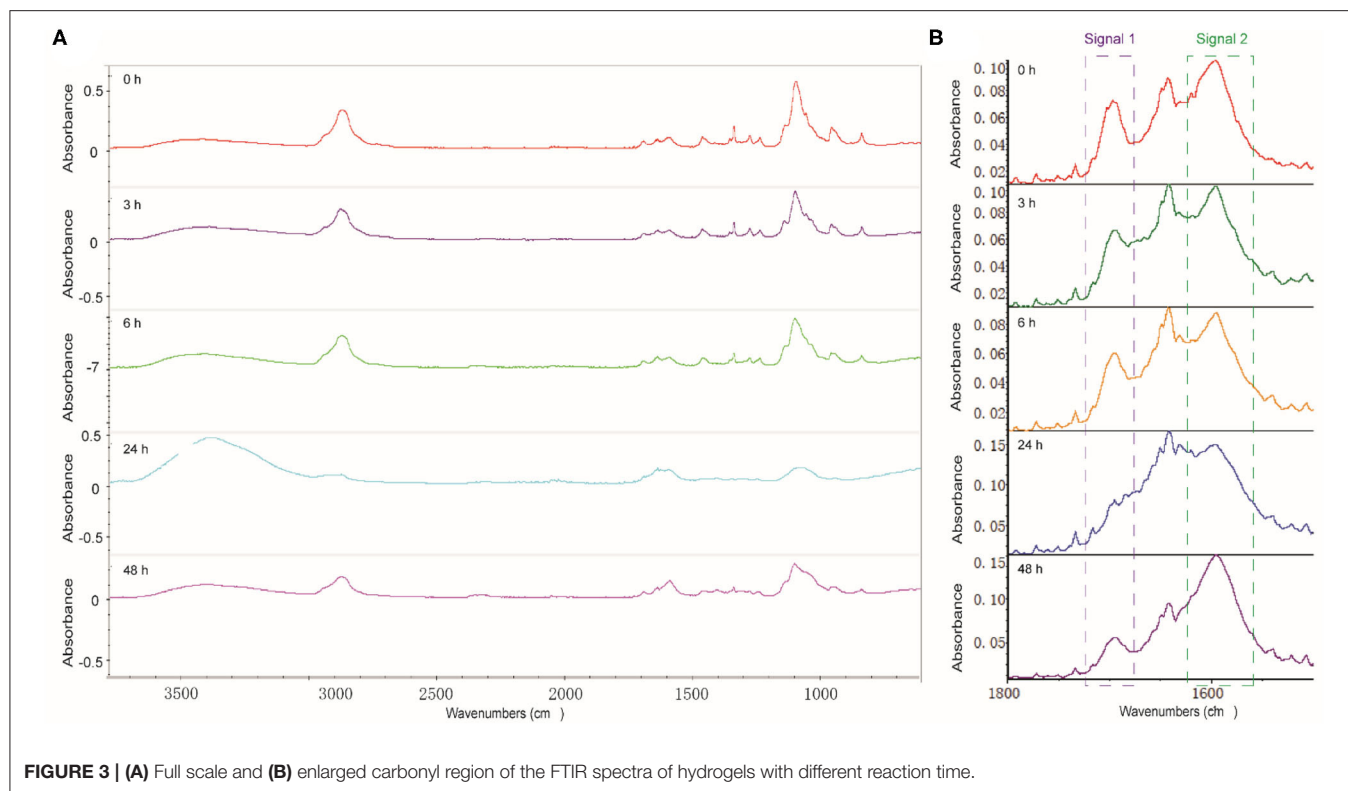 A
B
Signal 1
Signal 2
0 h
Absorbance
0.5
0
3 h
Absorbance
0
-0.5
6 h
Absorbance
-7
24 h
Absorbance
0.5
0
-0.5
48 h
Absorbance
0
-0.5
3500 3000 2500 2000 1500 1000
Wavenumbers (cm )
0 h
Absorbance
0. 10
0. 08
0. 06
0. 04
0. 02
3 h
Absorbance
0. 10
0. 08
0. 06
0. 04
0. 02
6 h
Absorbance
0. 08
0. 06
0. 04
0. 02
24 h
Absorbance
0. 15
0. 10
0. 05
48 h
Absorbance
0. 10
0. 05
1800 1600
Wavenumbers (cm )
FIGURE 3 | (A) Full scale and (B) enlarged carbonyl region of the FTIR spectra of hydrogels with different reaction time.